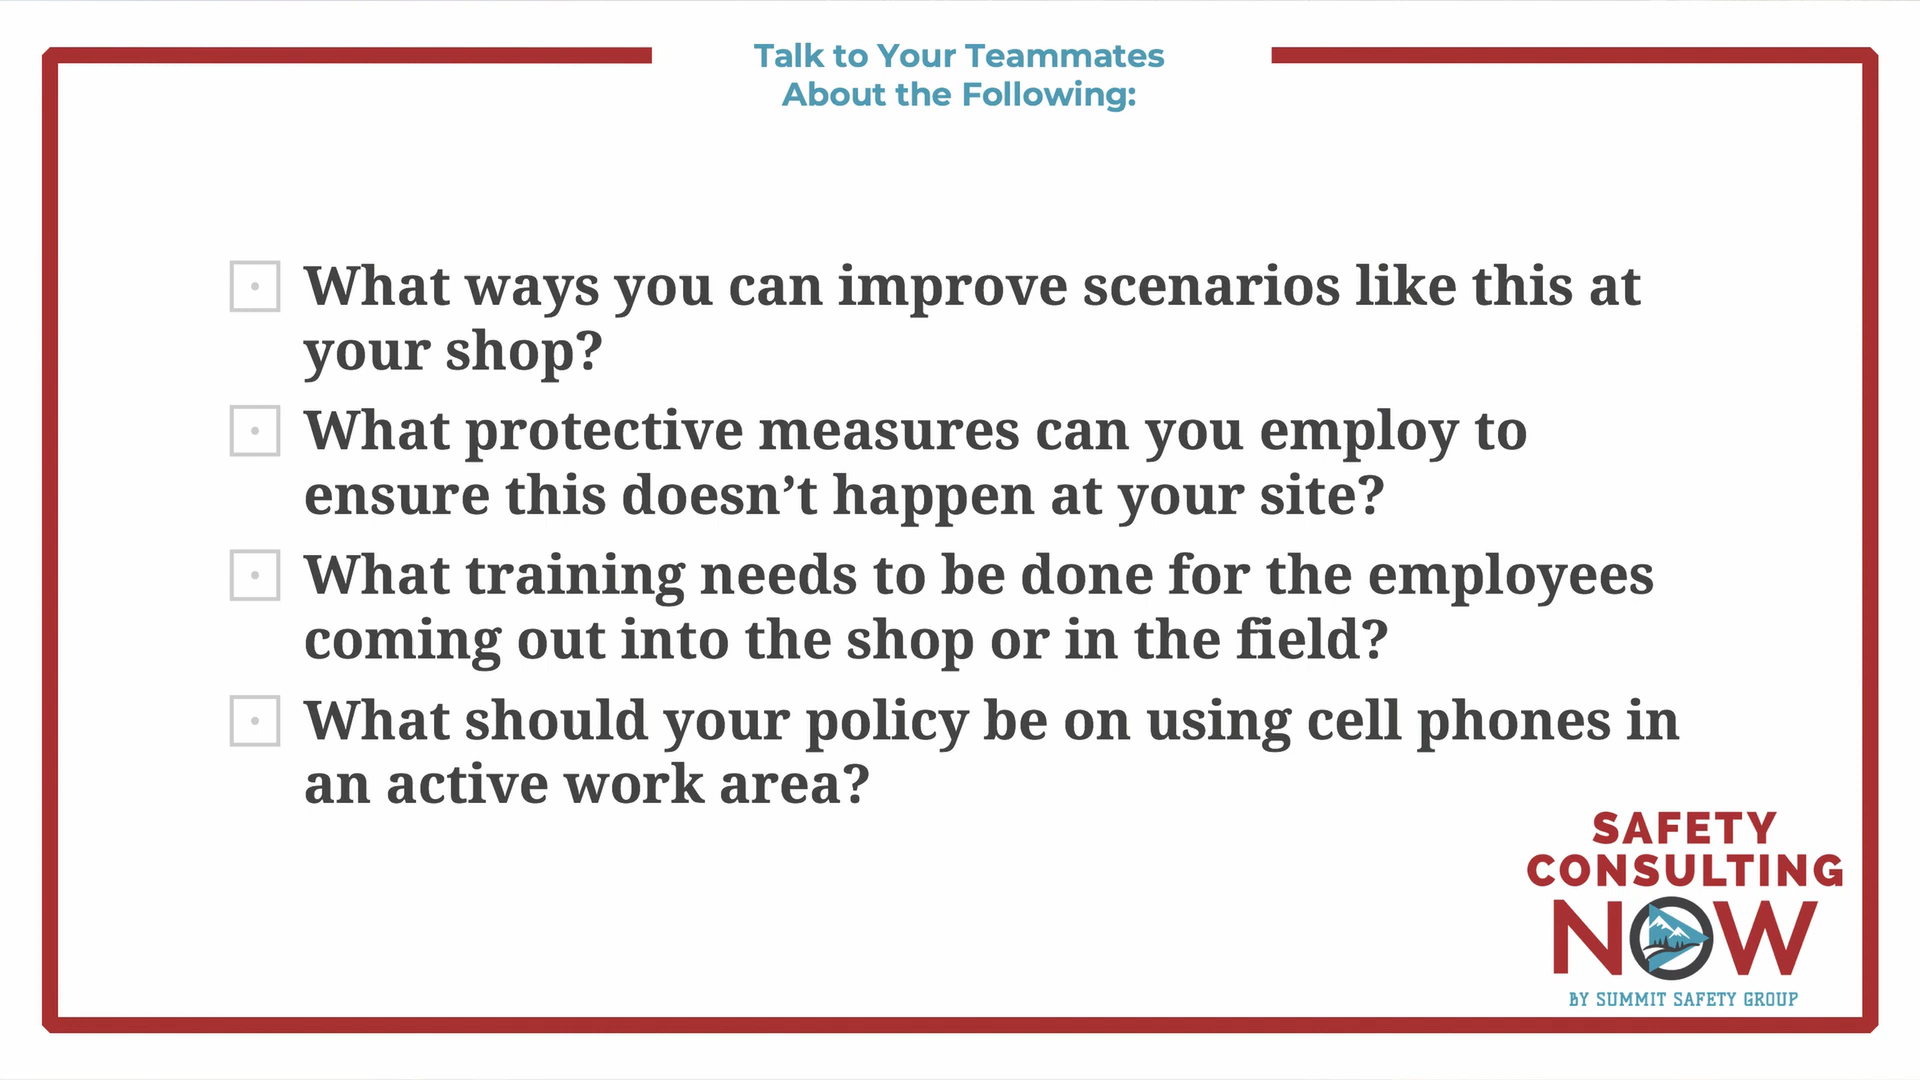 Talk to Your Teammates
About the Following:
What ways you can improve scenarios like this at
your shop?
What protective measures can you employ to
ensure this doesn’t happen at your site?
What training needs to be done for the employees
coming out into the shop or in the field?
What should your policy be on using cell phones in
an active work area?
SAFETY
CONSULTING
NOW
BY SUMMIT SAFETY GROUP